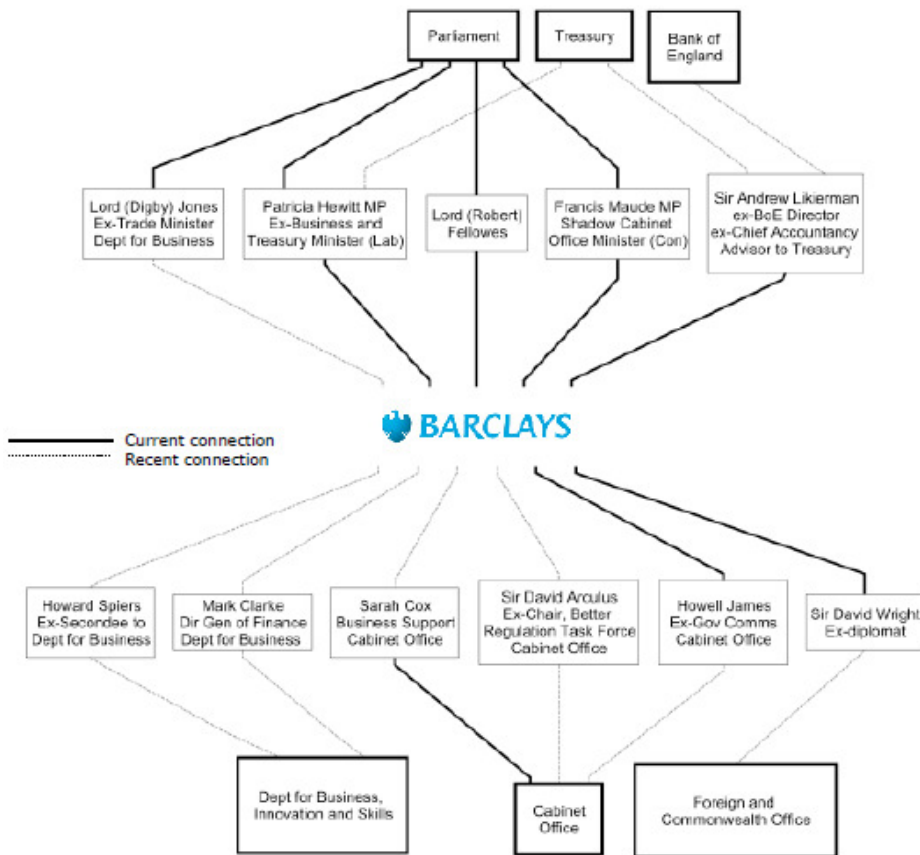 Parliament
Treasury
Bank of
England
Lord (Digby) Jones
Ex-Trade Minister
Dept for Business
Patricia Hewitt MP
Ex-Business and
Treasury Minister (Lab)
Lord (Robert)
Fellowes
Francis Maude MP
Shadow Cabinet
Office Minister (Con)
Sir Andrew Likierman
ex-BoE Director
ex-Chief Accountancy
Advisor to Treasury
BARCLAYS
Current connection
Recent connection
Howard Spiers
Ex-Secondee to
Dept for Business
Mark Clarke
Dir Gen of Finance
Dept for Business
Sarah Cox
Business Support
Cabinet Office
Sir David Arculus
Ex-Chair, Better
Regulation Task Force
Cabinet Office
Howell James
Ex-Gov Comms
Cabinet Office
Sir David Wright
Ex-diplomat
Dept for Business,
Innovation and Skills
Cabinet
Office
Foreign and
Commonwealth Office